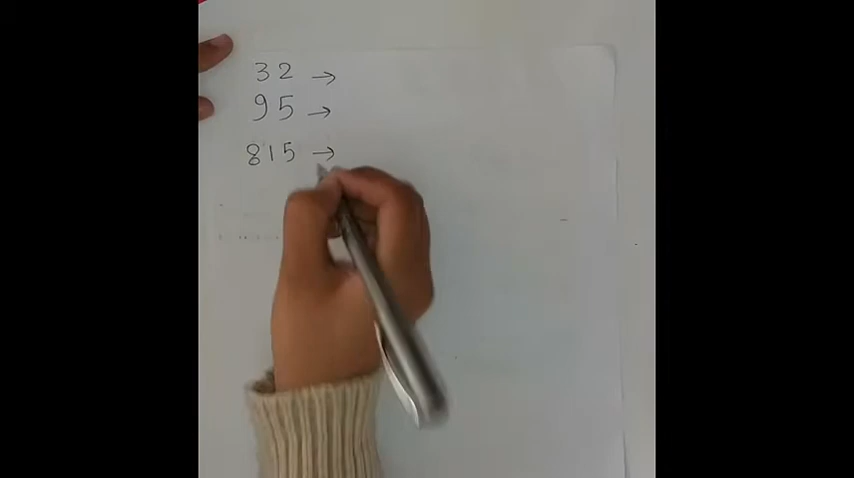 32 →
95 →
815 →